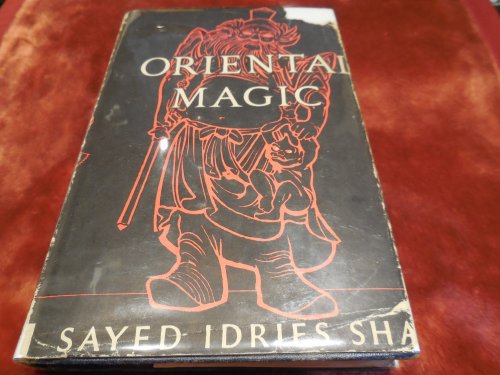 ORIENTAL
MAGIC
SAYED IDRIES SHA